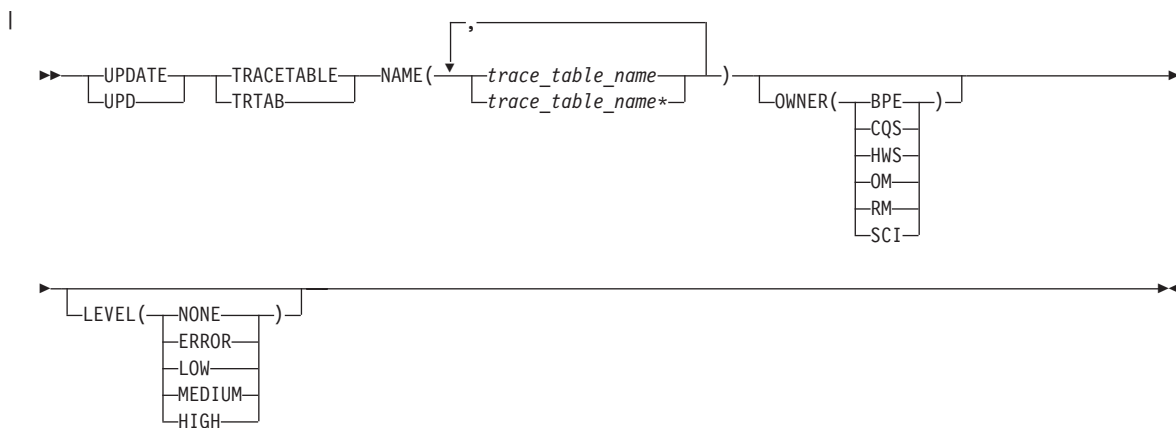 |
,
UPDATE TRACETABLE NAME( trace_table_name ) OWNER( BPE )
UPD TRTAB trace_table_name* CQS
HWS
OM
RM
SCI
LEVEL( NONE )
ERROR
LOW
MEDIUM
HIGH